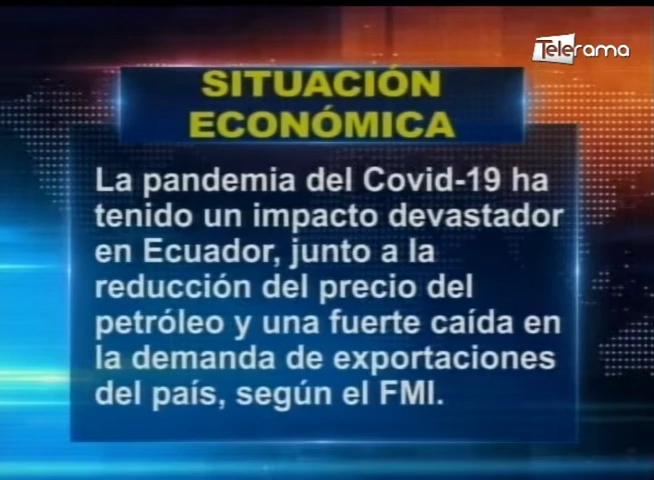 Telerama
SITUACIÓN
ECONÓMICA
La pandemia del Covid-19 ha
tenido un impacto devastador
en Ecuador, junto a la
reducción del precio del
petróleo y una fuerte caída en
la demanda de exportaciones
del país, según el FMI.